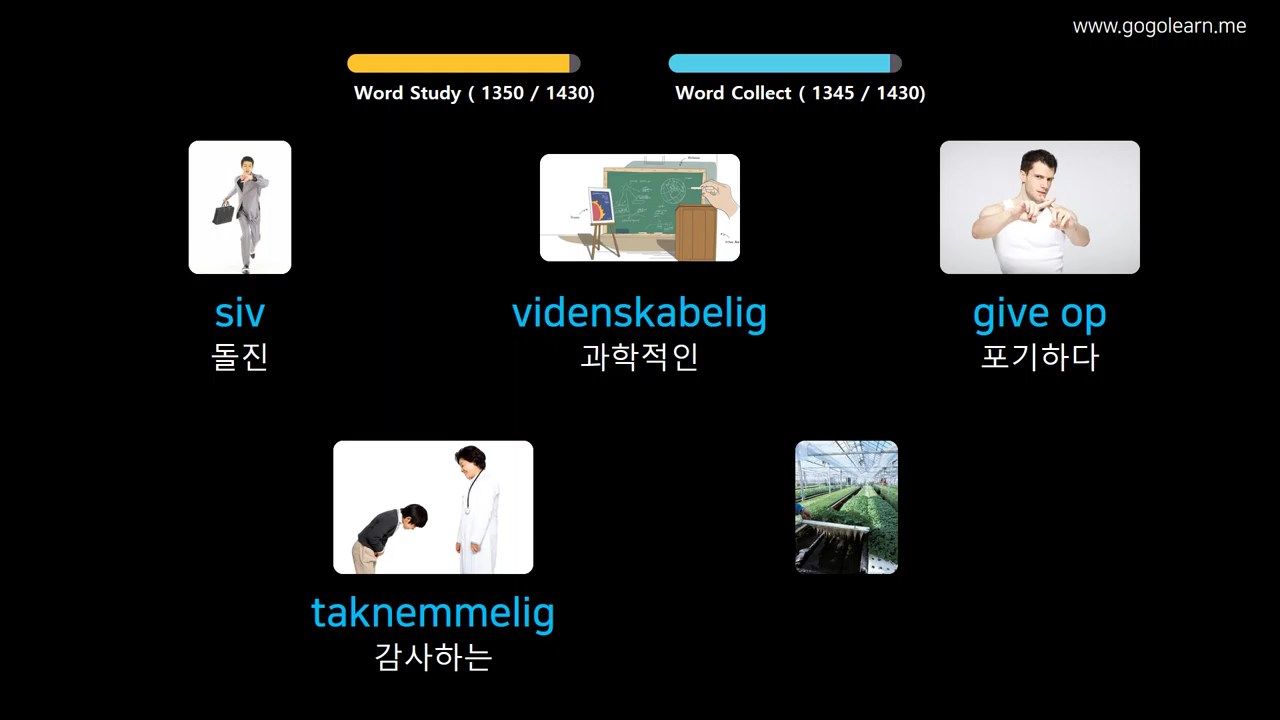 www.gogolearn.me
Word Study ( 1350 / 1430)
Word Collect ( 1345 / 1430)
siv
돌진
videnskabelig
과학적인
give op
포기하다
taknemmelig
감사하는